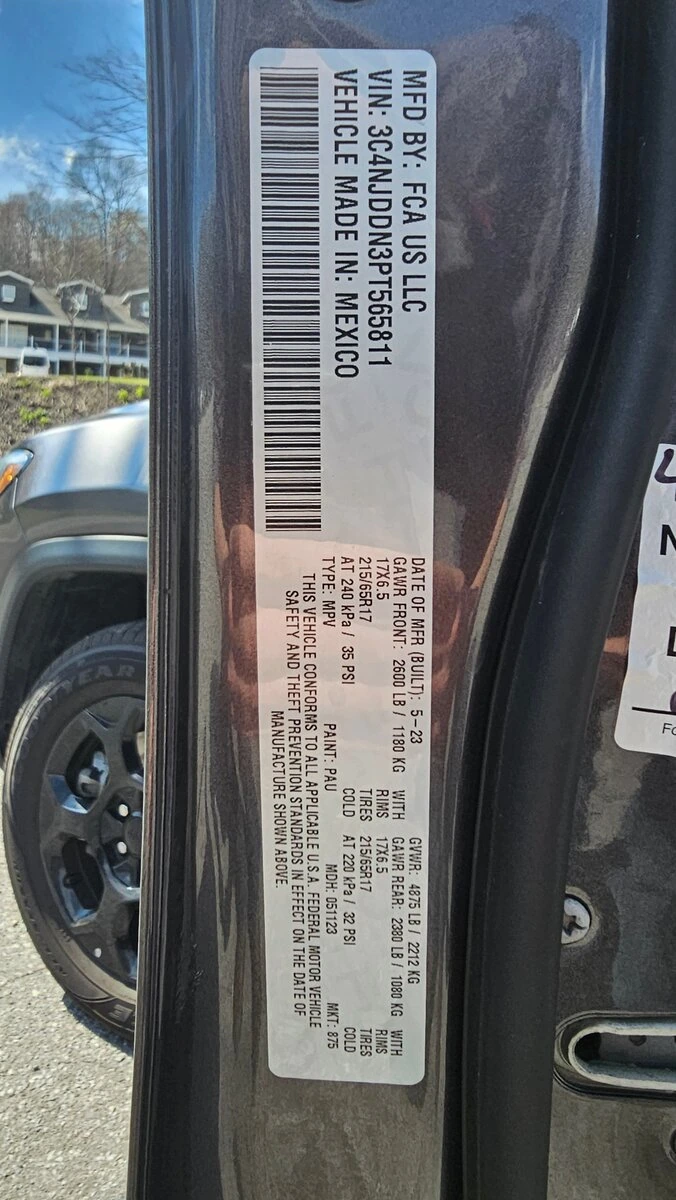 MFD BY: FCA US LLC
VIN: 3C4NJDDN3PT565811
VEHICLE MADE IN: MEXICO
DATE OF MFR (BUILT): 5-23 GVWR: 4875 LB / 2212 KG
GAWR FRONT: 2600 LB / 1180 KG WITH GAWR REAR: 2380 LB / 1080 KG WITH
17X6.5 RIMS 17X6.5 RIMS
215/65R17 TIRES 215/65R17 TIRES
AT 240 kPa / 35 PSI COLD AT 220 kPa / 32 PSI COLD
TYPE: MPV PAINT: PAU MDH: 051123 MKT: 875
THIS VEHICLE CONFORMS TO ALL APPLICABLE U.S.A. FEDERAL MOTOR VEHICLE
SAFETY AND THEFT PREVENTION STANDARDS IN EFFECT ON THE DATE OF
MANUFACTURE SHOWN ABOVE.